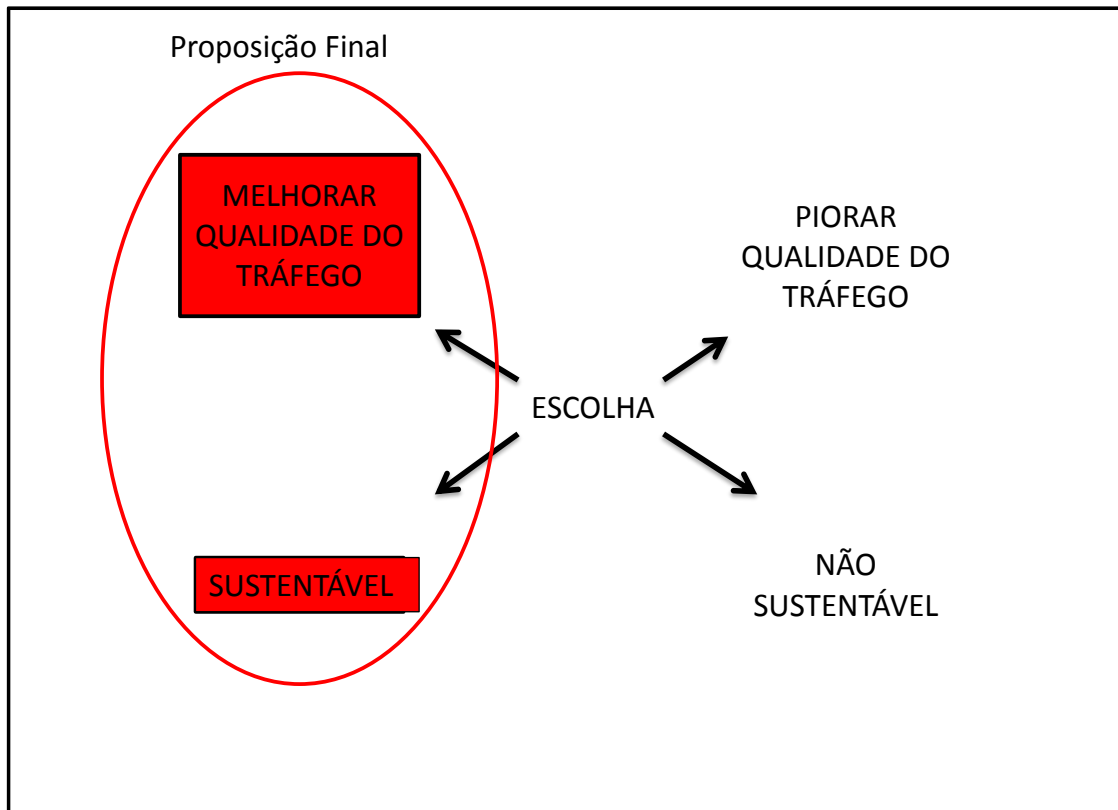 Proposição Final
MELHORAR
QUALIDADE DO
TRÁFEGO
PIORAR
QUALIDADE DO
TRÁFEGO
ESCOLHA
SUSTENTÁVEL
NÃO
SUSTENTÁVEL